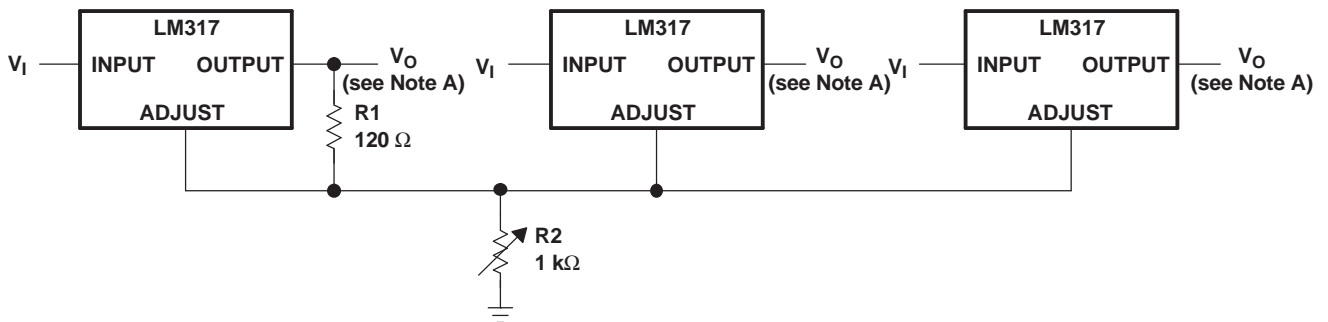 LM317
V_I INPUT OUTPUT V_O
(see Note A)
ADJUST
R1
120 Ω
LM317
V_I INPUT OUTPUT V_O
(see Note A)
ADJUST
LM317
V_I INPUT OUTPUT V_O
(see Note A)
ADJUST
R2
1 kΩ